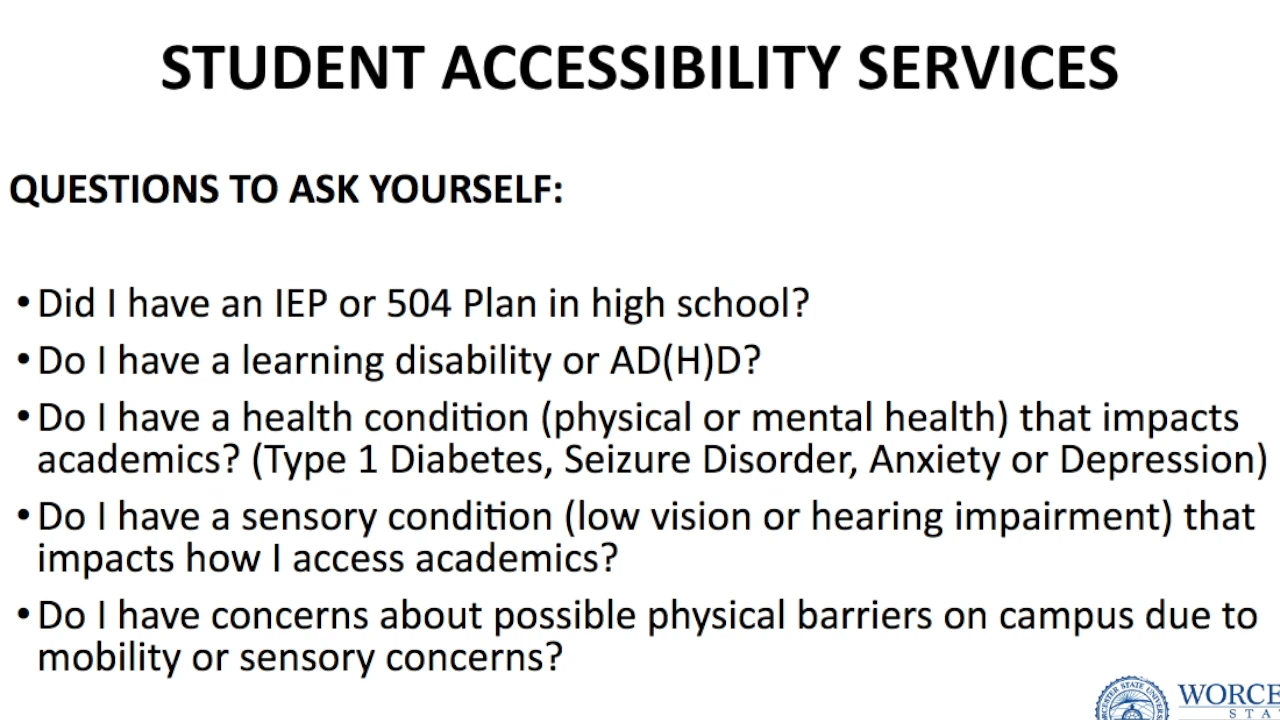 STUDENT ACCESSIBILITY SERVICES
QUESTIONS TO ASK YOURSELF:
• Did I have an IEP or 504 Plan in high school?
• Do I have a learning disability or AD(H)D?
• Do I have a health condition (physical or mental health) that impacts
academics? (Type 1 Diabetes, Seizure Disorder, Anxiety or Depression)
• Do I have a sensory condition (low vision or hearing impairment) that
impacts how I access academics?
• Do I have concerns about possible physical barriers on campus due to
mobility or sensory concerns?
WORCE
STA